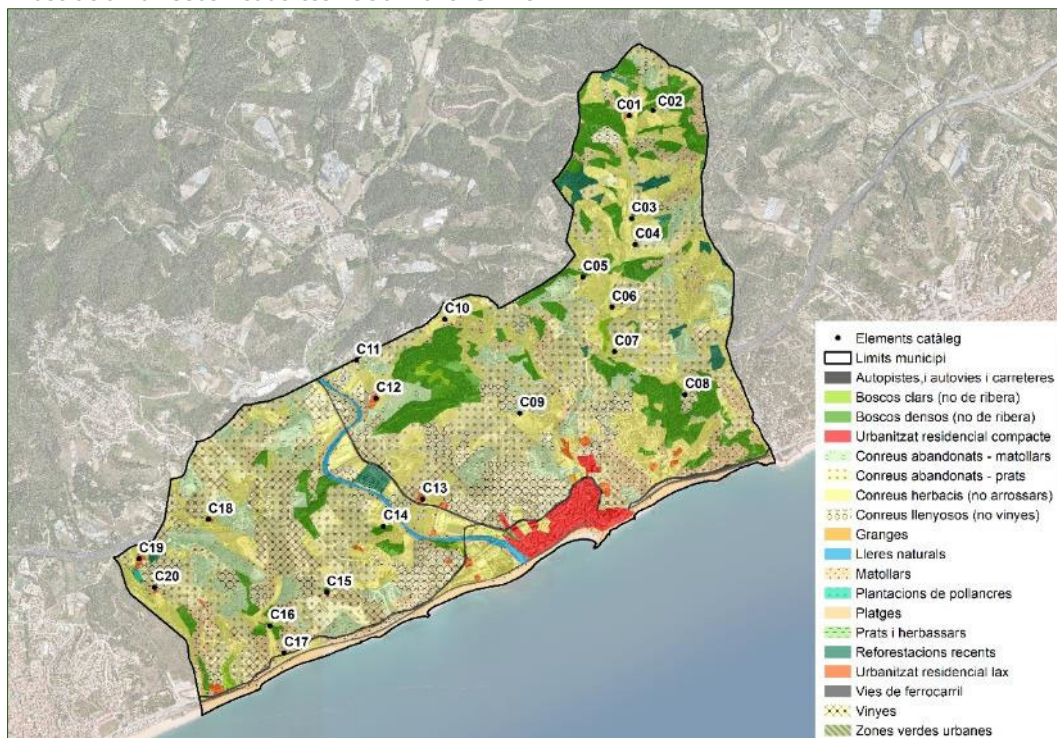 C01
C02
C03
C04
C05
C06
C07
C08
C09
C10
C11
C12
C13
C14
C15
C16
C17
C18
C19
C20
Elements catàleg
Limits municipi
Autopistes,i autovies i carreteres
Boscos clars (no de ribera)
Boscos densos (no de ribera)
Urbanitzat residencial compacte
Conreus abandonats - matollars
Conreus abandonats - prats
Conreus herbacis (no arrossars)
Conreus llenyosos (no vinyes)
Granges
Lleres naturals
Matollars
Plantacions de pollancres
Platges
Prats i herbassars
Reforestacions recents
Urbanitzat residencial lax
Vies de ferrocarril
Vinyes
Zones verdes urbanes